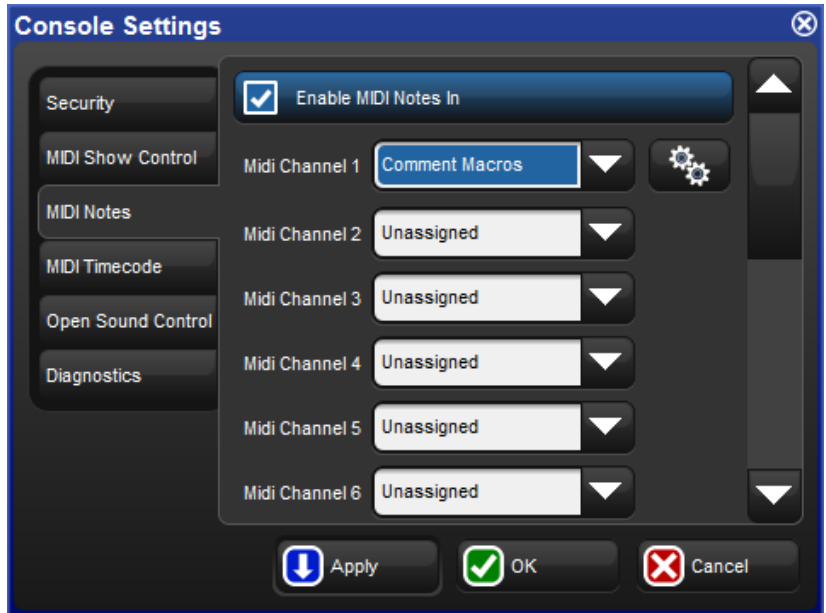 Console Settings
Security
MIDI Show Control
MIDI Notes
MIDI Timecode
Open Sound Control
Diagnostics
Enable MIDI Notes In
Midi Channel 1 Comment Macros
Midi Channel 2 Unassigned
Midi Channel 3 Unassigned
Midi Channel 4 Unassigned
Midi Channel 5 Unassigned
Midi Channel 6 Unassigned
Apply OK Cancel